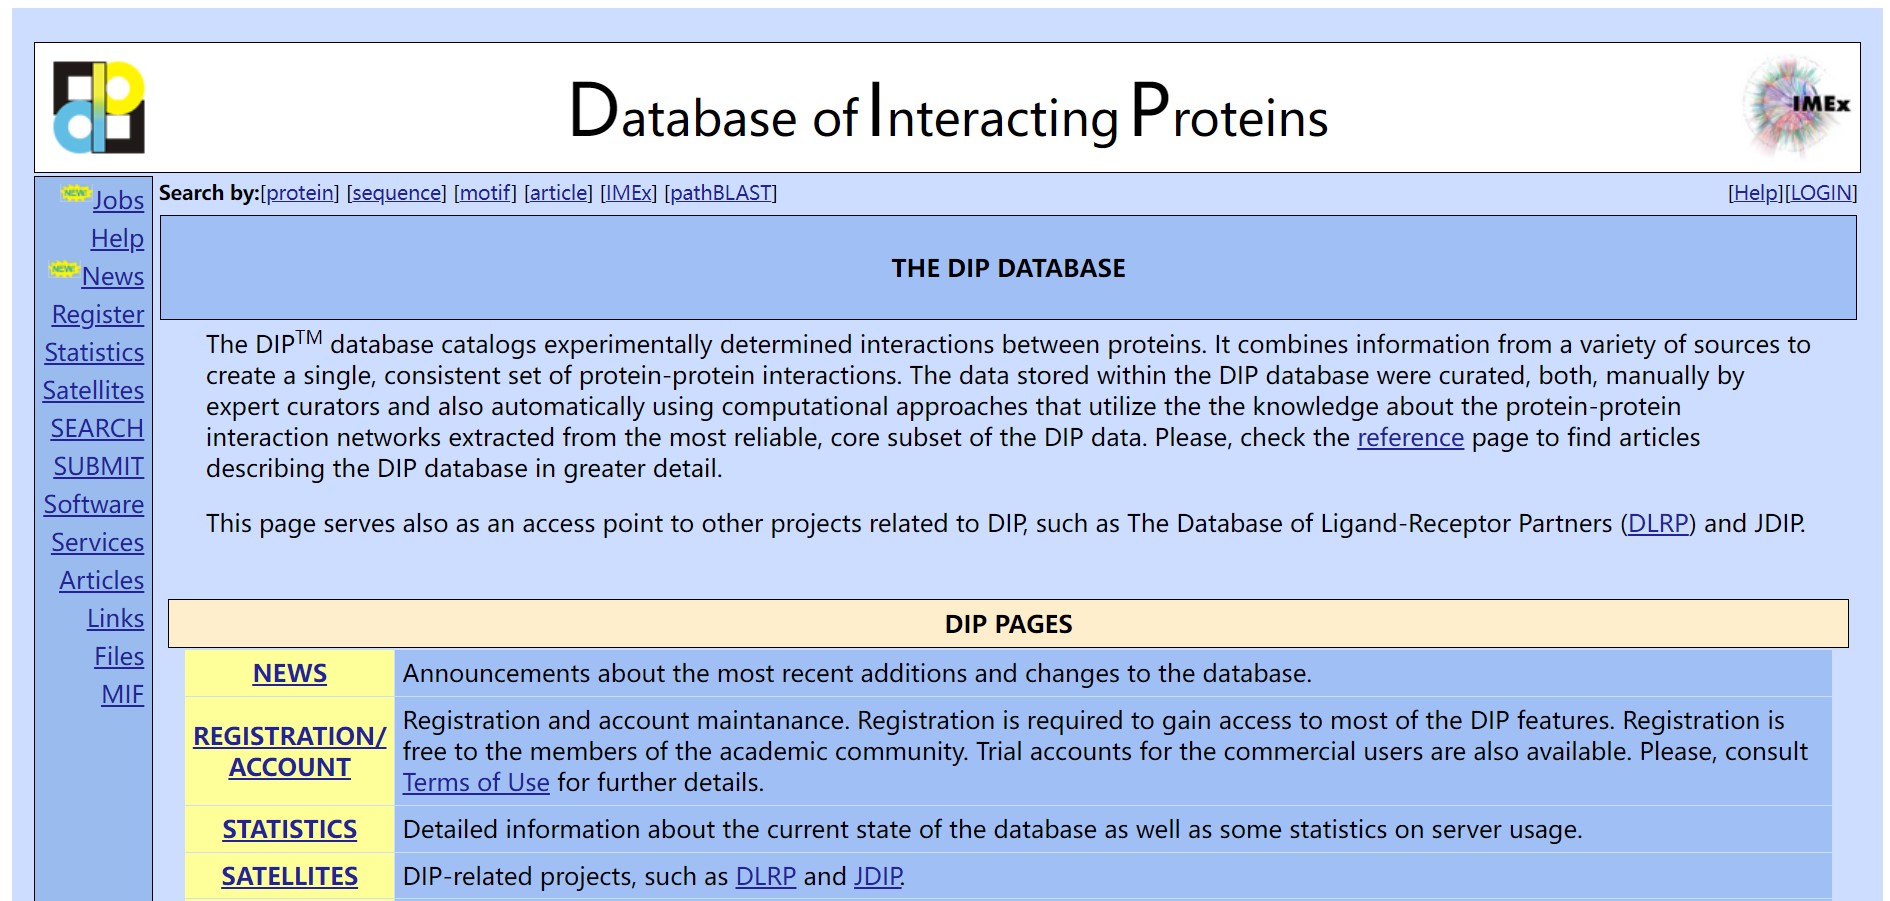 Database of Interacting Proteins
IMEx
NEW! Jobs
Help
NEW! News
Register
Statistics
Satellites
SEARCH
SUBMIT
Software
Services
Articles
Links
Files
MIF
Search by:[protein] [sequence] [motif] [article] [IMEx] [pathBLAST]
[Help][LOGIN]
THE DIP DATABASE
The DIPTM database catalogs experimentally determined interactions between proteins. It combines information from a variety of sources to
create a single, consistent set of protein-protein interactions. The data stored within the DIP database were curated, both, manually by
expert curators and also automatically using computational approaches that utilize the the knowledge about the protein-protein
interaction networks extracted from the most reliable, core subset of the DIP data. Please, check the reference page to find articles
describing the DIP database in greater detail.
This page serves also as an access point to other projects related to DIP, such as The Database of Ligand-Receptor Partners (DLRP) and JDIP.
DIP PAGES
NEWS
Announcements about the most recent additions and changes to the database.
REGISTRATION/
ACCOUNT
Registration and account maintanance. Registration is required to gain access to most of the DIP features. Registration is
free to the members of the academic community. Trial accounts for the commercial users are also available. Please, consult
Terms of Use for further details.
STATISTICS
Detailed information about the current state of the database as well as some statistics on server usage.
SATELLITES
DIP-related projects, such as DLRP and JDIP.